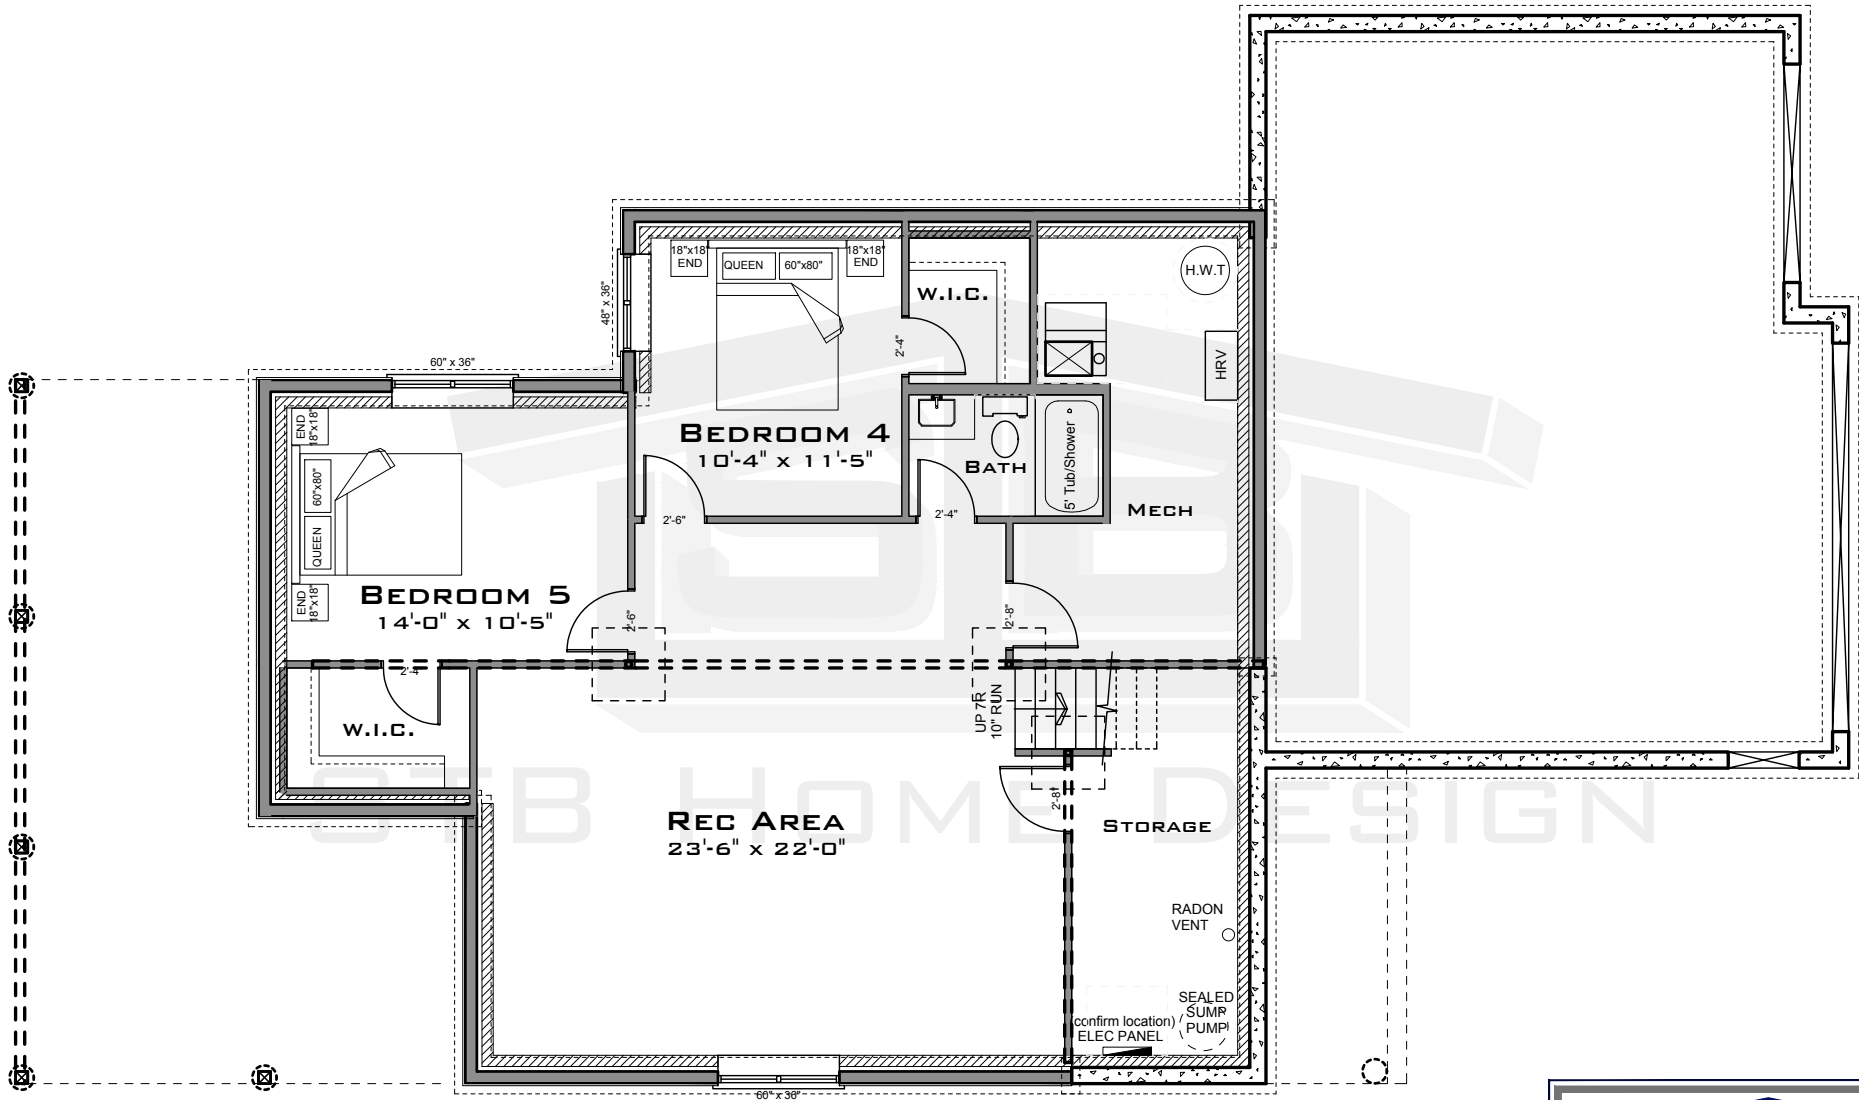 18"x18"
END
QUEEN
60"x80"
18"x18"
END
W.I.C.
H.W.T
48" x 36"
2'-4"
HRV
60" x 36"
END
18"x18"
60"x80"
QUEEN
END
18"x18"
BEDROOM 4
10'-4" x 11'-5"
BATH
5' Tub/Shower
MECH
2'-6"
2'-4"
BEDROOM 5
14'-0" x 10'-5"
2'-6"
2'-8"
2'-4"
W.I.C.
UP 7R
10" RUN
STB HOME DESIGN
REC AREA
23'-6" x 22'-0"
2'-8"
STORAGE
RADON
VENT
SEALED
SUMP
PUMP
(confirm location)
ELEC PANEL
60" x 36"